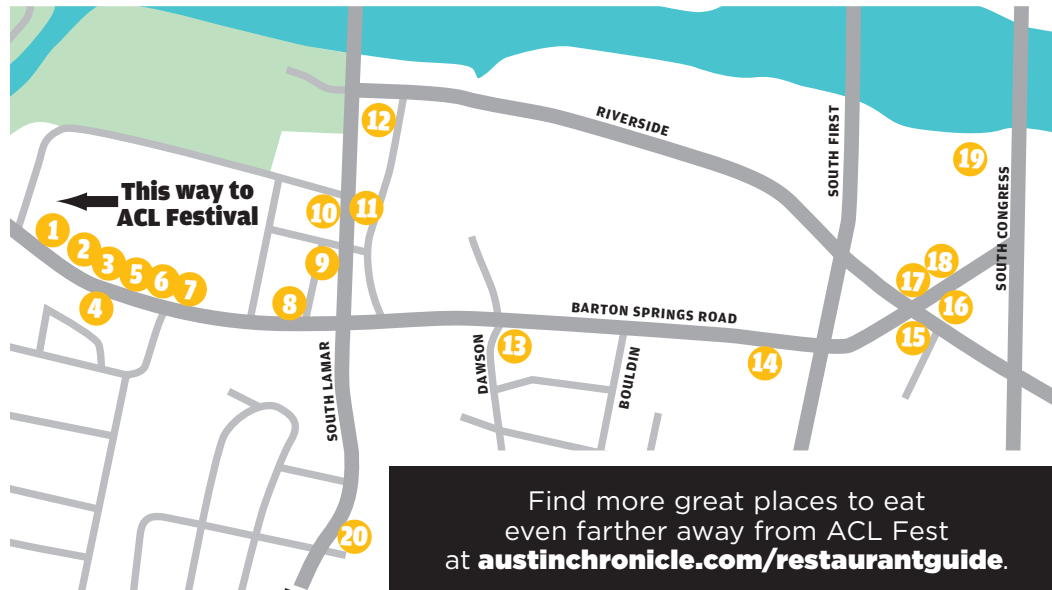 12
RIVERSIDE
SOUTH FIRST
19
SOUTH CONGRESS
This way to
ACL Festival
10
11
1
2
3
5
6
7
4
9
8
18
17
16
15
BARTON SPRINGS ROAD
13
14
DAWSON
BOULDIN
SOUTH LAMAR
20
Find more great places to eat
even farther away from ACL Fest
at austinchronicle.com/restaurantguide.